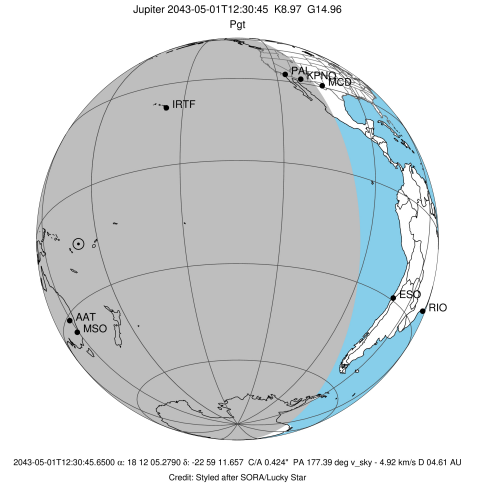 Jupiter 2043-05-01T12:30:45 K8.97 G14.96
Pgt
PAL
KPNO
MCD
IRTF
ESO
RIO
AAT
MSO
2043-05-01T12:30:45.6500 α: 18 12 05.2790 δ: -22 59 11.657 C/A 0.424" PA 177.39 deg v_sky - 4.92 km/s D 04.61 AU
Credit: Styled after SORA/Lucky Star